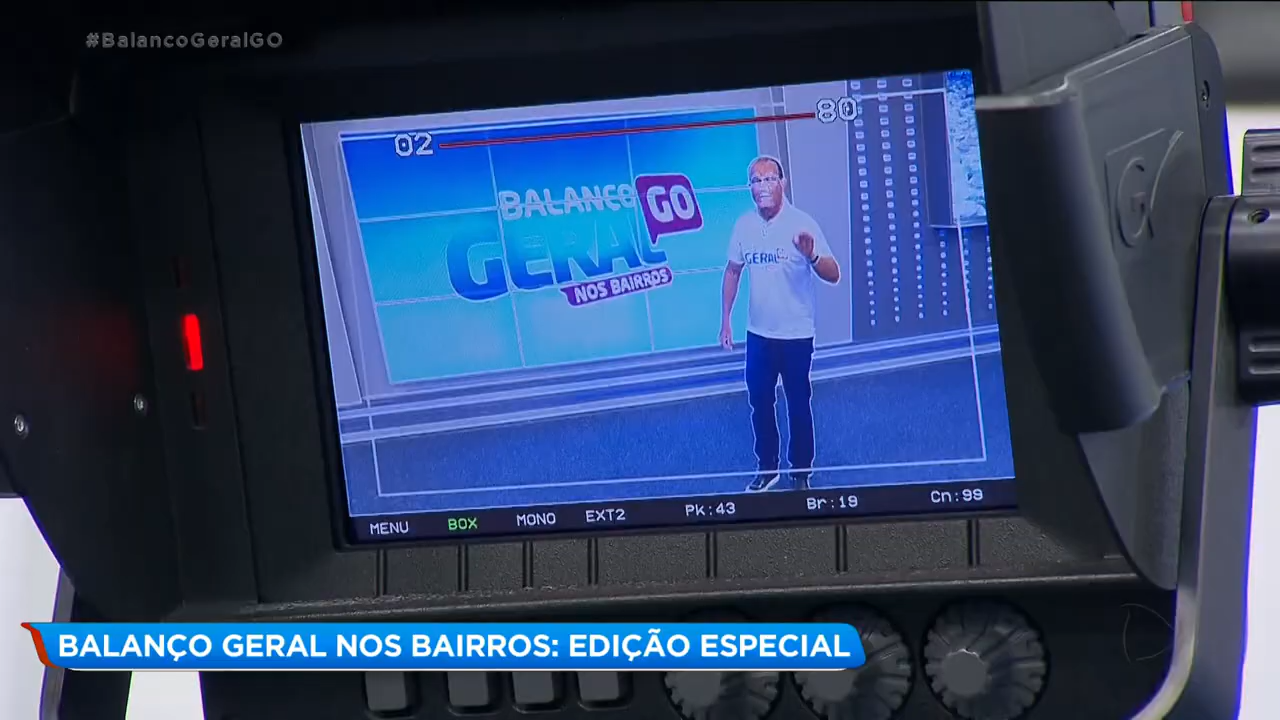 #BalancoGeralGO
02
80
BALANÇO GO
GERAL
NOS BAIRROS
GERAL
MENU BOX MONO EXT2 Pk:43 Br:19 Cn:99
BALANÇO GERAL NOS BAIRROS: EDIÇÃO ESPECIAL